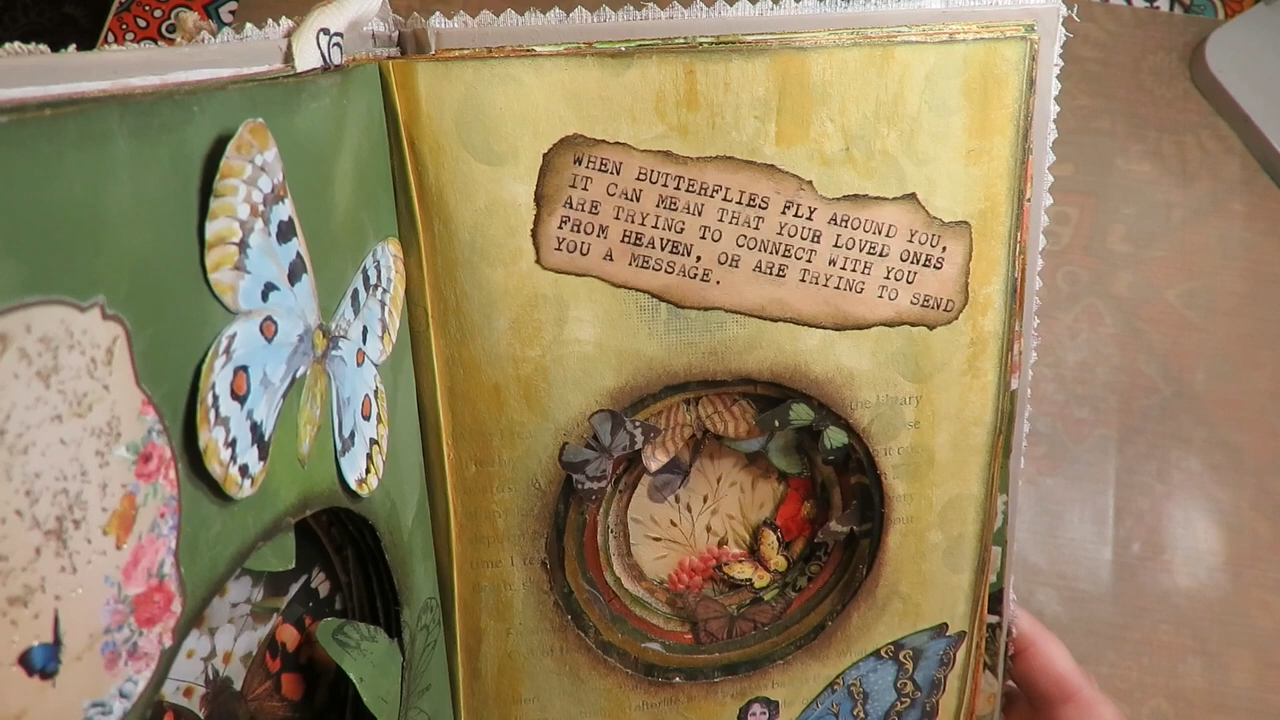 WHEN BUTTERFLIES FLY AROUND YOU,
IT CAN MEAN THAT YOUR LOVED ONES
ARE TRYING TO CONNECT WITH YOU
FROM HEAVEN, OR ARE TRYING TO SEND
YOU A MESSAGE.
the library
time I